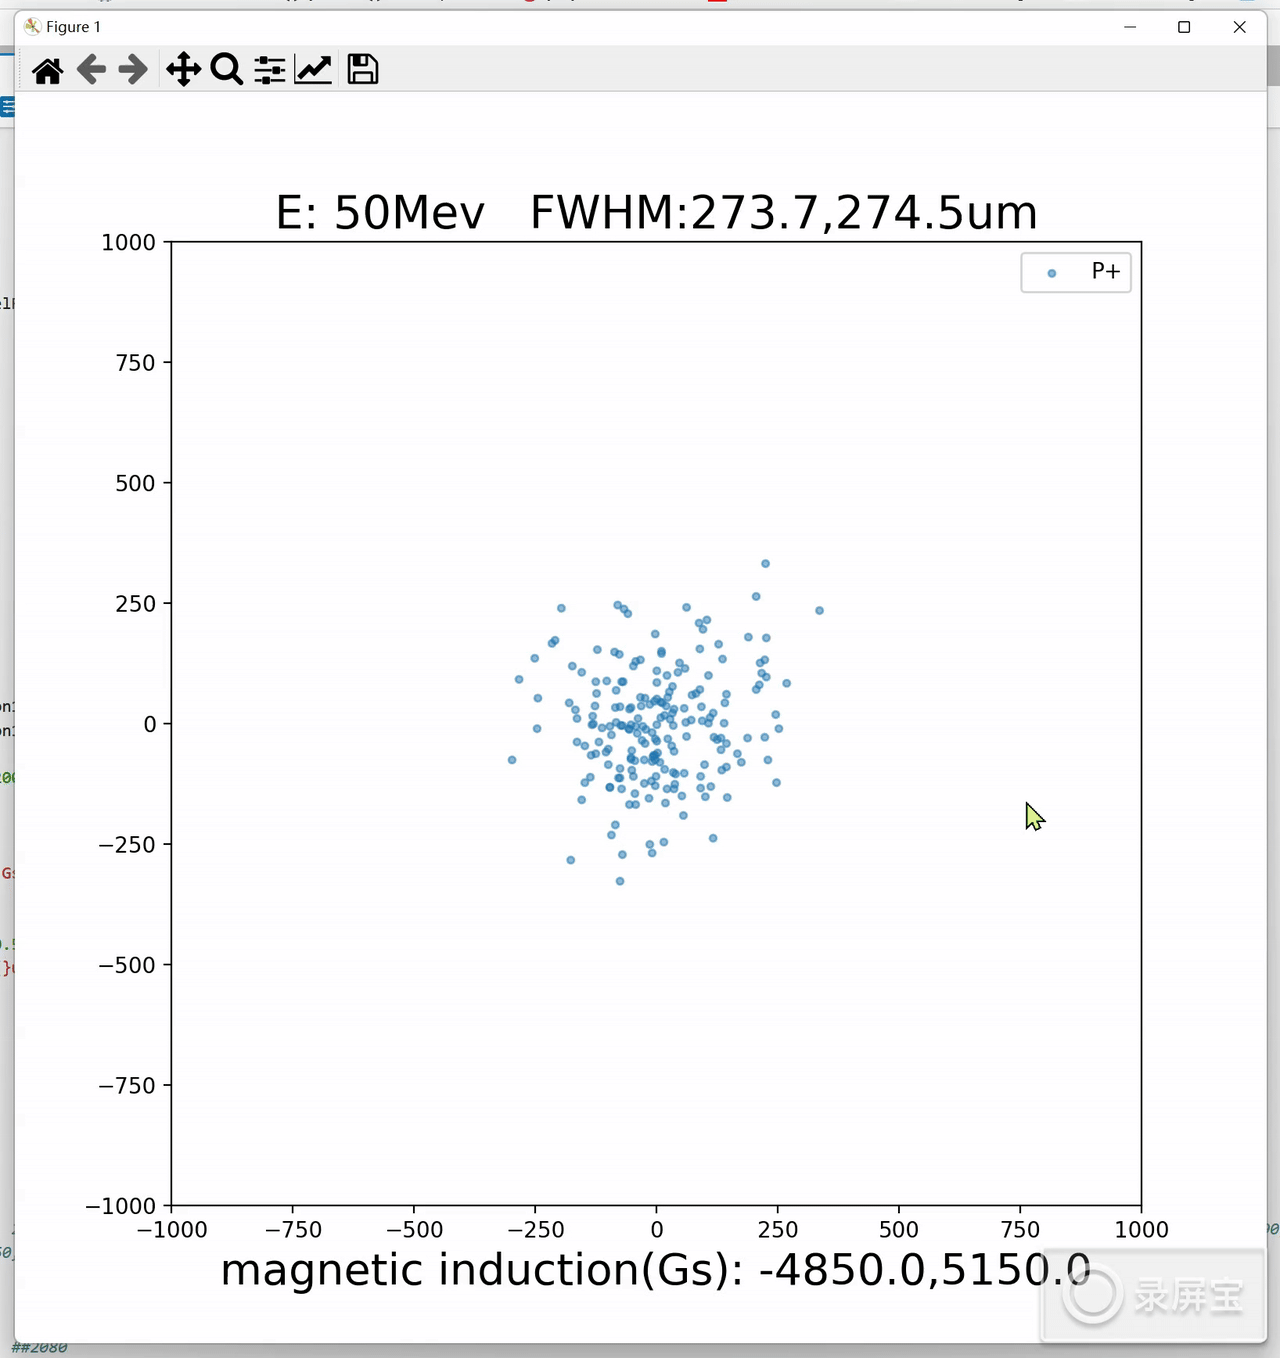 Figure 1
E: 50Mev FWHM:273.7,274.5um
P+
1000
750
500
250
0
−250
−500
−750
−1000
−1000 −750 −500 −250 0 250 500 750 1000
magnetic induction(Gs): -4850.0,5150.0
录屏宝
##2080